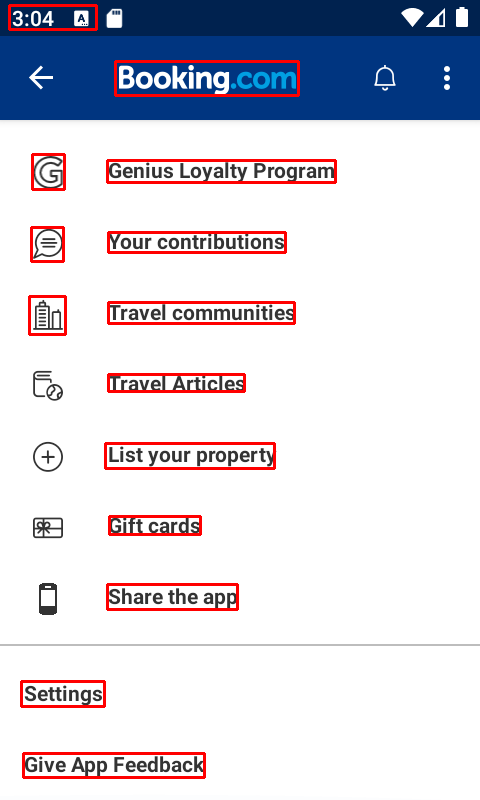 3:04
Booking.com
Genius Loyalty Program
Your contributions
Travel communities
Travel Articles
List your property
Gift cards
Share the app
Settings
Give App Feedback